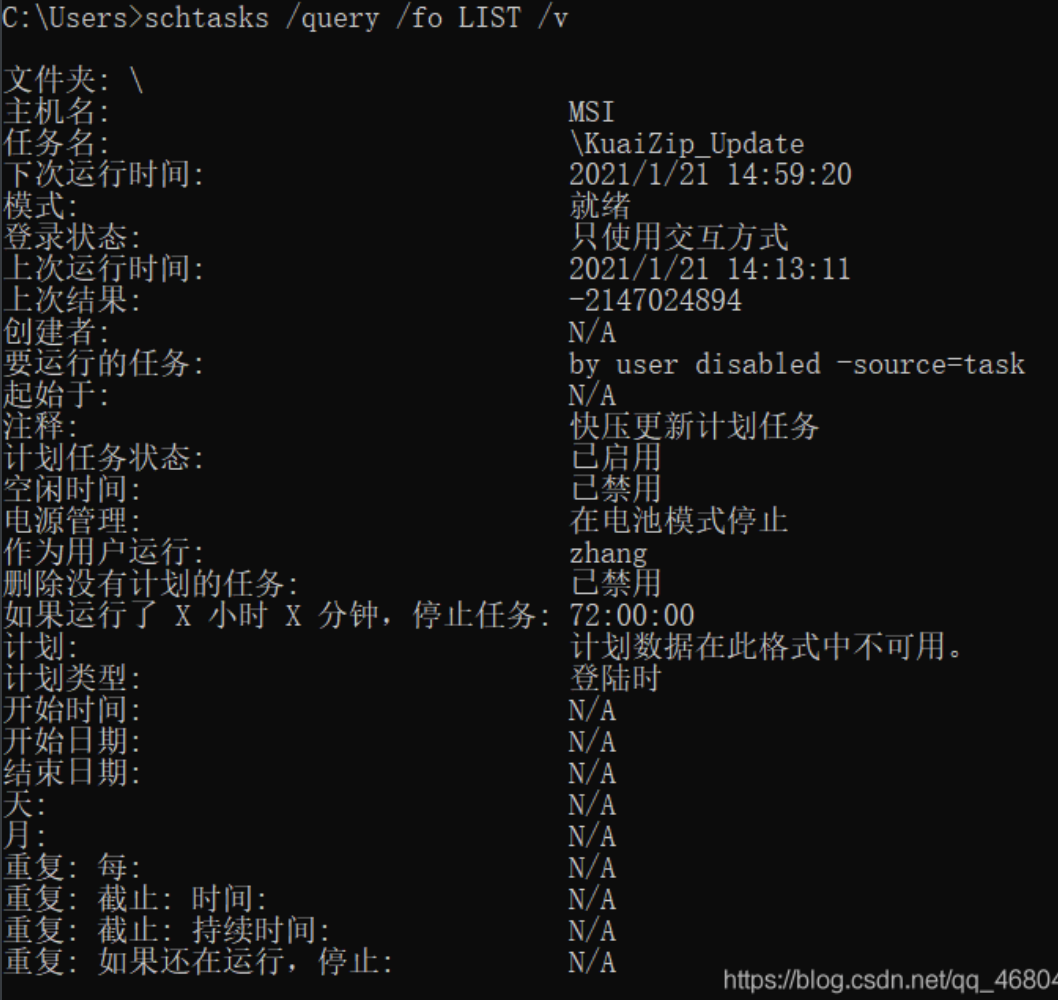 C:\Users>schtasks /query /fo LIST /v
文件夹: \
主机名: MSI
任务名: \KuaiZip_Update
下次运行时间: 2021/1/21 14:59:20
模式: 就绪
登录状态: 只使用交互方式
上次运行时间: 2021/1/21 14:13:11
上次结果: -2147024894
创建者: N/A
要运行的任务: by user disabled -source=task
起始于: N/A
注释: 快压更新计划任务
计划任务状态: 已启用
空闲时间: 已禁用
电源管理: 在电池模式停止
作为用户运行: zhang
删除没有计划的任务: 已禁用
如果运行了 X 小时 X 分钟，停止任务: 72:00:00
计划: 计划数据在此格式中不可用。
计划类型: 登陆时
开始时间: N/A
开始日期: N/A
结束日期: N/A
天: N/A
月: N/A
重复: 每: N/A
重复: 截止: 时间: N/A
重复: 截止: 持续时间: N/A
重复: 如果还在运行，停止: N/A
https://blog.csdn.net/qq_46804